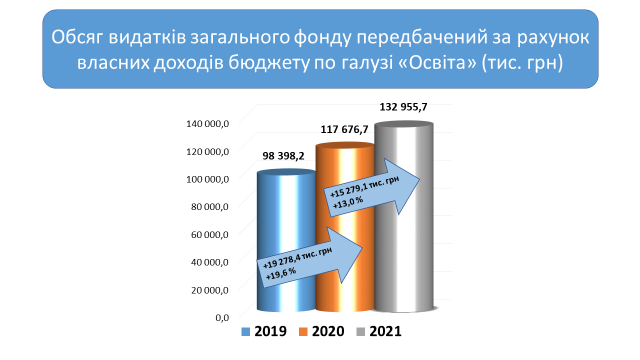 Обсяг видатків загального фонду передбачений за рахунок
власних доходів бюджету по галузі «Освіта» (тис. грн)
132 955,7
140 000,0
117 676,7
120 000,0
98 398,2
100 000,0
+15 279,1 тис. грн
+13,0 %
80 000,0
60 000,0
+19 278,4 тис. грн
+19,6 %
40 000,0
20 000,0
0,0
2019 2020 2021